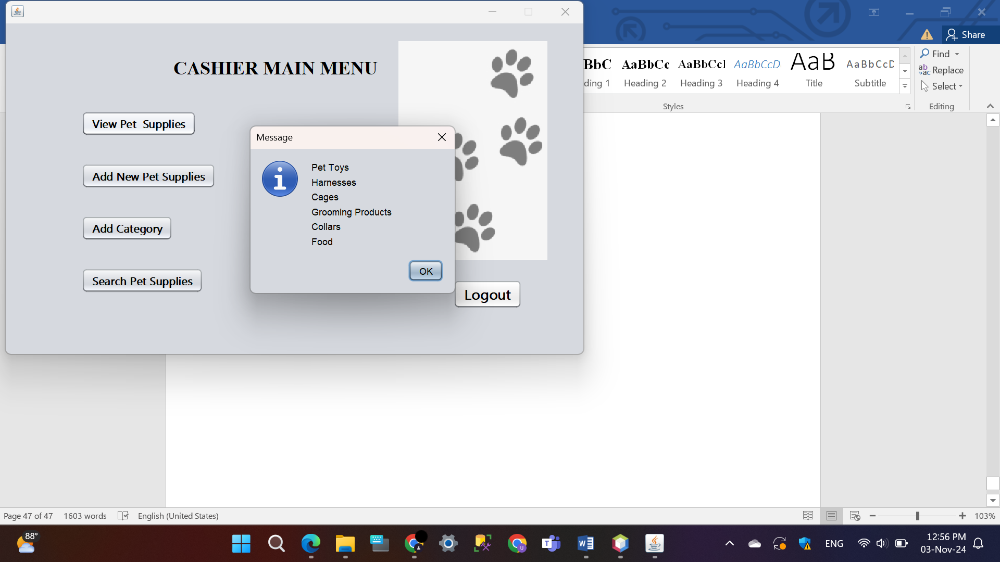 CASHIER MAIN MENU
View Pet  Supplies
Add New Pet Supplies
Add Category
Search Pet Supplies
Logout
Message
Pet Toys
Harnesses
Cages
Grooming Products
Collars
Food
OK
Share
BbC AaBbCc AaBbCcI AaBbCcD AaB AaBbCcD
ding 1 Heading 2 Heading 3 Heading 4 Title Subtitle
Styles
Find
Replace
Select
Editing
Page 47 of 47 1603 words English (United States) 103%
88°
ENG
12:56 PM
03-Nov-24